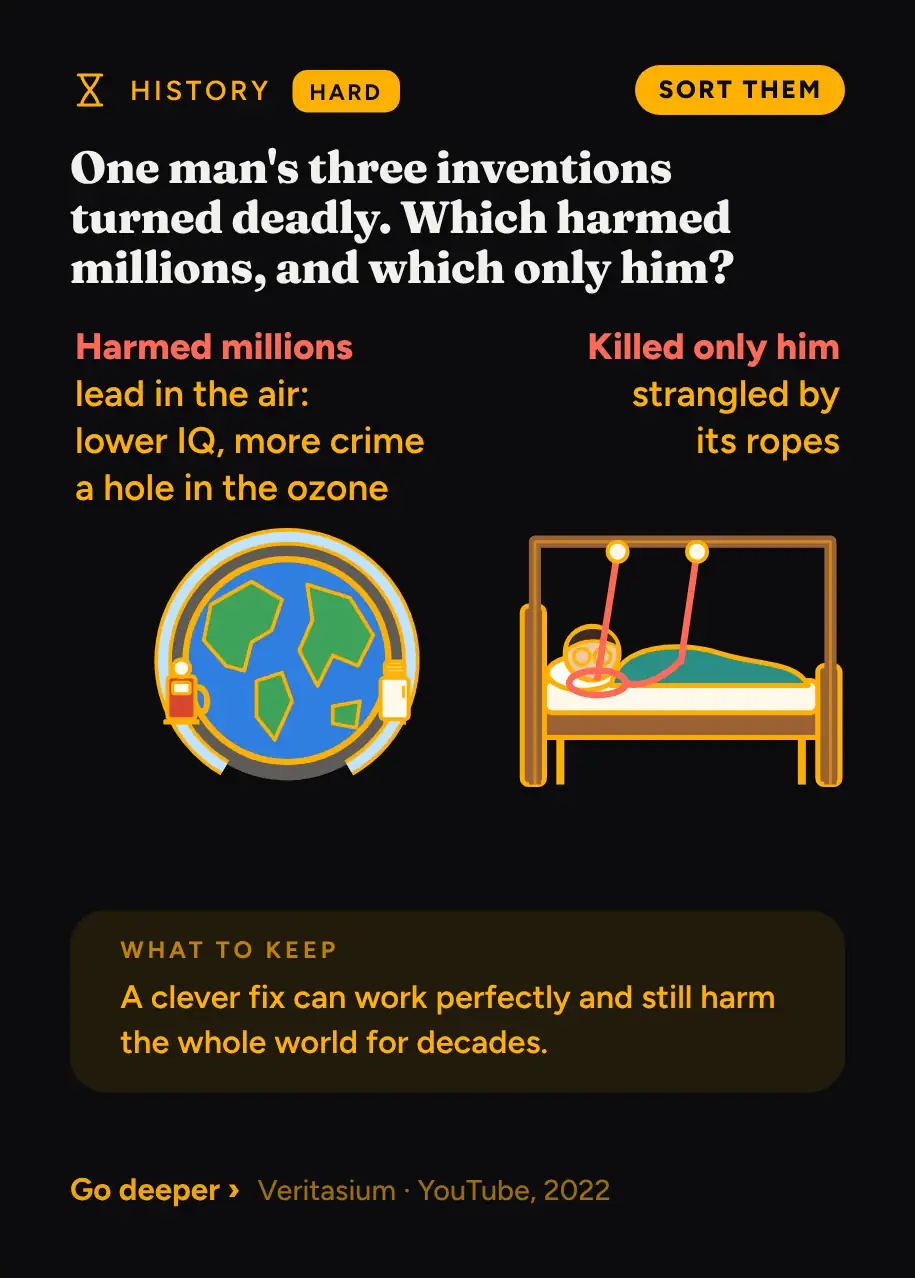 HISTORY
HARD
SORT THEM
One man's three inventions
turned deadly. Which harmed
millions, and which only him?
Harmed millions
lead in the air:
lower IQ, more crime
a hole in the ozone
Killed only him
strangled by
its ropes
WHAT TO KEEP
A clever fix can work perfectly and still harm
the whole world for decades.
Go deeper › Veritasium · YouTube, 2022